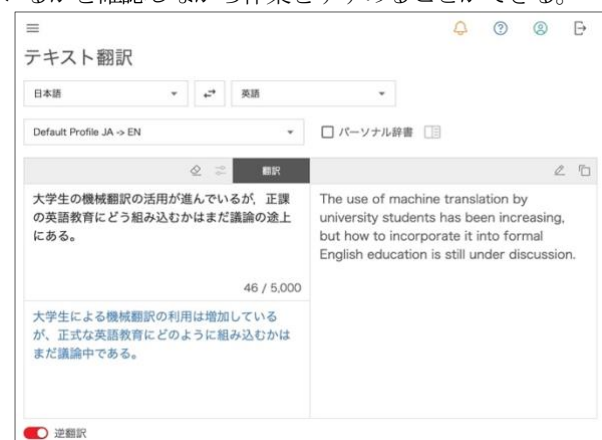 いるかを確認しながら作業をすすめることができる。
テキスト翻訳
日本語
英語
Default Profile JA -> EN
パーソナル辞書
翻訳
大学生の機械翻訳の活用が進んでいるが，正課
の英語教育にどう組み込むかはまだ議論の途上
にある。
46 / 5,000
大学生による機械翻訳の利用は増加している
が、正式な英語教育にどのように組み込むかは
まだ議論中である。
The use of machine translation by
university students has been increasing,
but how to incorporate it into formal
English education is still under discussion.
逆翻訳